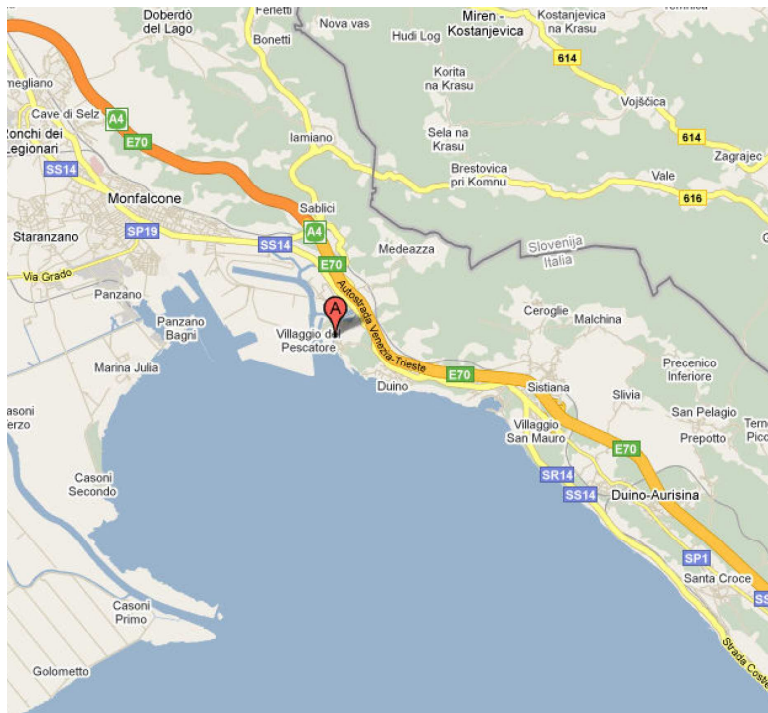 Doberdò
del Lago
Fenetti
Bonetti
Nova vas
Hudi Log
Miren -
Kostanjevica
Kostanjevica
na Krasu
614
Korita
na Krasu
Vojščica
megliano
Cave di Selz
A4
E70
Ronchi dei
Legionari
SS14
Iamiano
Sela na
Krasu
614
Zagrajec
Brestovica
pri Komnu
Vale
616
Monfalcone
Sablici
Staranzano
SP19
SS14
A4
E70
Medeazza
Slovenija
Italia
Via Grado
Panzano
Panzano
Bagni
A
Autostrada Venezia-Trieste
Villaggio del
Pescatore
Ceroglie
Malchina
Marina Julia
Duino
E70
Sistiana
Precenico
Inferiore
Slivia
San Pelagio
Prepotto
Villaggio
San Mauro
E70
Casoni
Secondo
SR14
SS14
Duino-Aurisina
SP1
Santa Croce
Casoni
Primo
Golometto